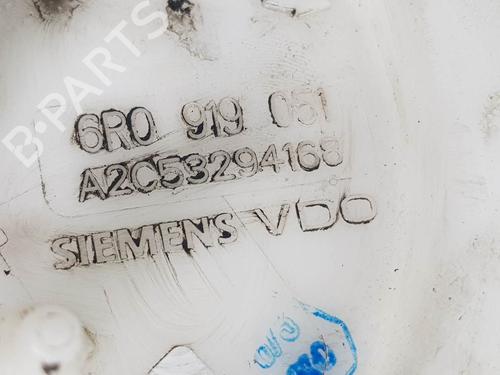 B-PARTS
6R0 919 051
A2C53294168
SIEMENS VDO